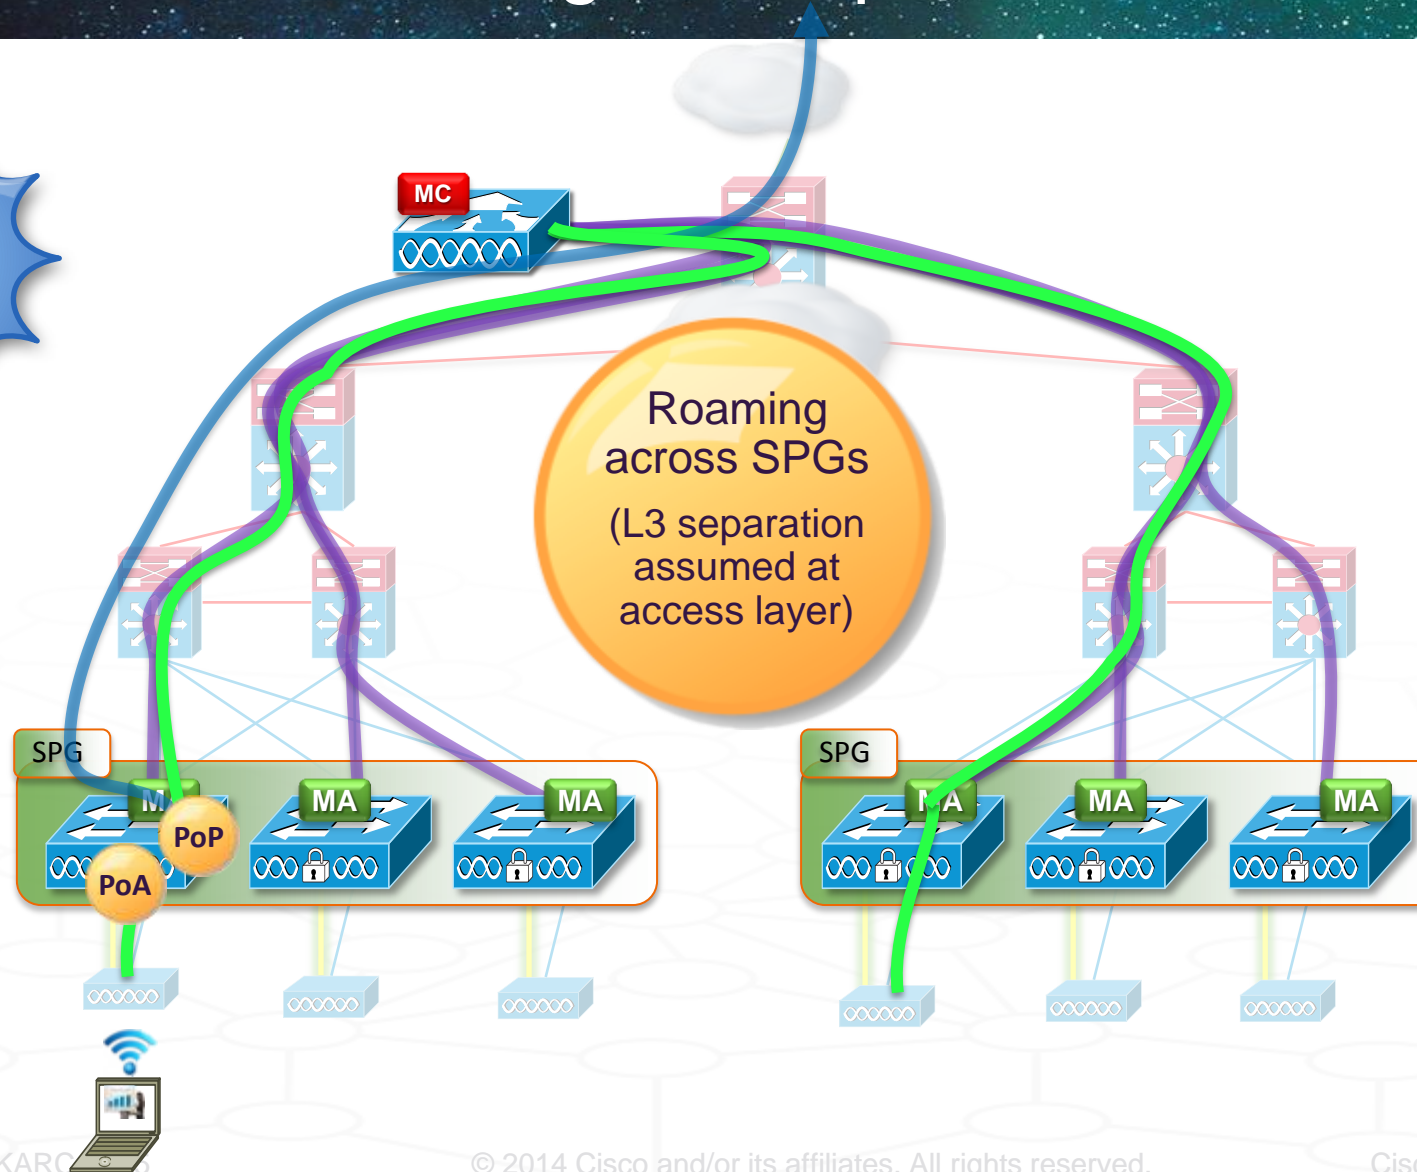 MC
Roaming
across SPGs
(L3 separation
assumed at
access layer)
SPG
SPG
MA
MA
MA
MA
MA
PoP
PoA
© 2014 Cisco and/or its affiliates. All rights reserved.